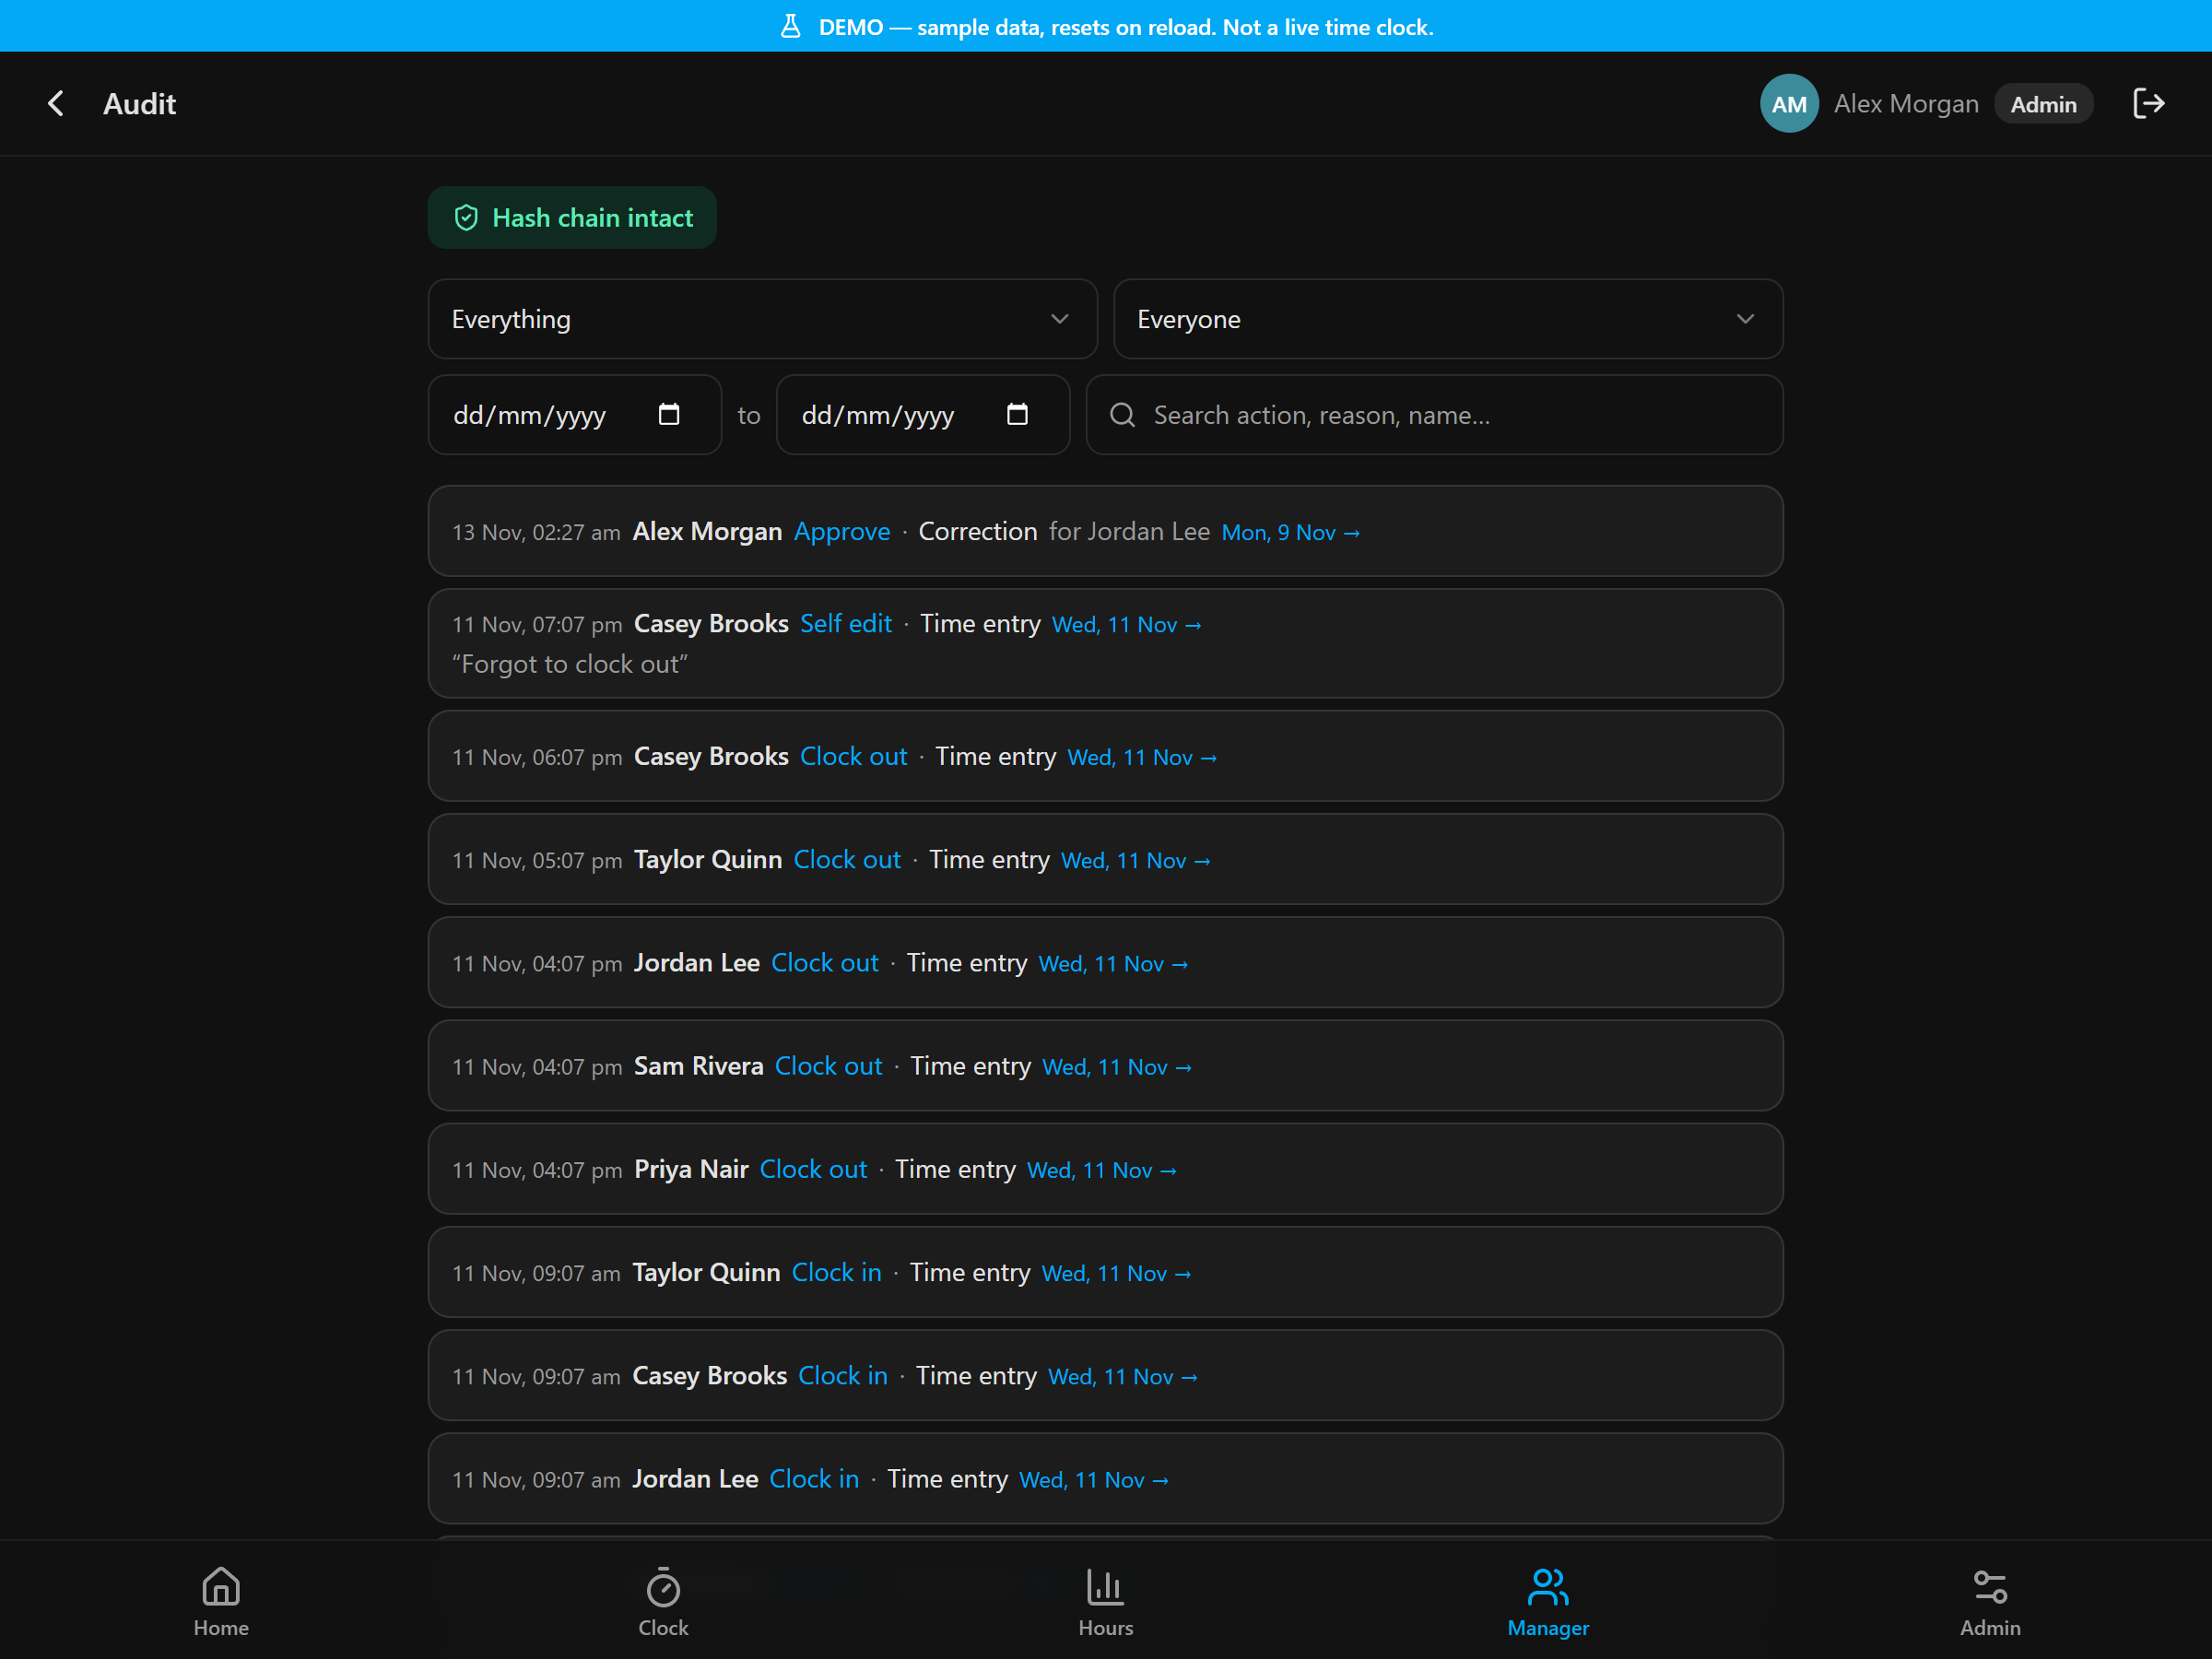 DEMO — sample data, resets on reload. Not a live time clock.
Audit
AM Alex Morgan Admin
Hash chain intact
Everything
Everyone
dd/mm/yyyy to dd/mm/yyyy Search action, reason, name...
13 Nov, 02:27 am Alex Morgan Approve · Correction for Jordan Lee Mon, 9 Nov →
11 Nov, 07:07 pm Casey Brooks Self edit · Time entry Wed, 11 Nov →
“Forgot to clock out”
11 Nov, 06:07 pm Casey Brooks Clock out · Time entry Wed, 11 Nov →
11 Nov, 05:07 pm Taylor Quinn Clock out · Time entry Wed, 11 Nov →
11 Nov, 04:07 pm Jordan Lee Clock out · Time entry Wed, 11 Nov →
11 Nov, 04:07 pm Sam Rivera Clock out · Time entry Wed, 11 Nov →
11 Nov, 04:07 pm Priya Nair Clock out · Time entry Wed, 11 Nov →
11 Nov, 09:07 am Taylor Quinn Clock in · Time entry Wed, 11 Nov →
11 Nov, 09:07 am Casey Brooks Clock in · Time entry Wed, 11 Nov →
11 Nov, 09:07 am Jordan Lee Clock in · Time entry Wed, 11 Nov →
Home
Clock
Hours
Manager
Admin